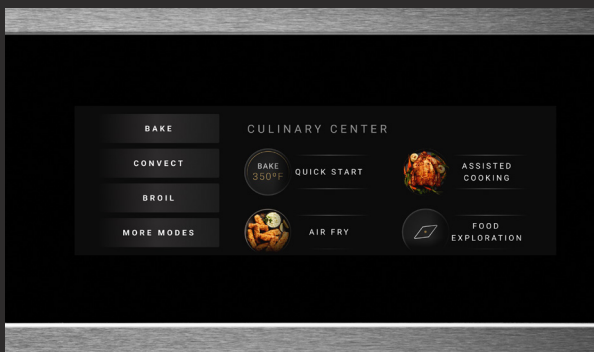 BAKE
CONVECT
BROIL
MORE MODES
CULINARY CENTER
BAKE
350°F
QUICK START
ASSISTED
COOKING
AIR FRY
FOOD
EXPLORATION